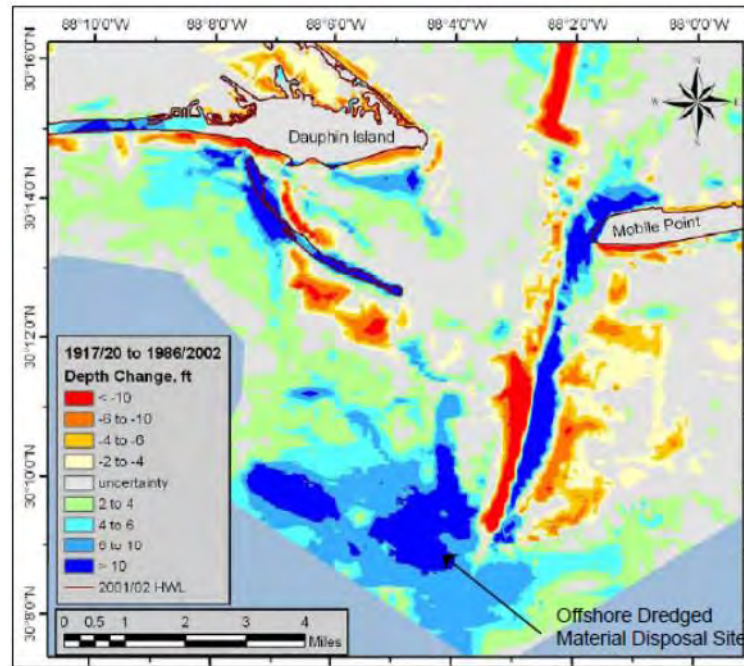 88°10'0"W 88°8'0"W 88°6'0"W 88°4'0"W 88°2'0"W 88°0'0"W
30°16'0"N
N
W E
S
Dauphin Island
30°14'0"N
Mobile Point
30°12'0"N
1917/20 to 1986/2002
Depth Change, ft
< -10
-6 to -10
-4 to -6
-2 to -4
uncertainty
2 to 4
4 to 6
6 to 10
> 10
2001/02 HWL
30°10'0"N
30°8'0"N
0 0.5 1 2 3 4
Miles
Offshore Dredged
Material Disposal Site